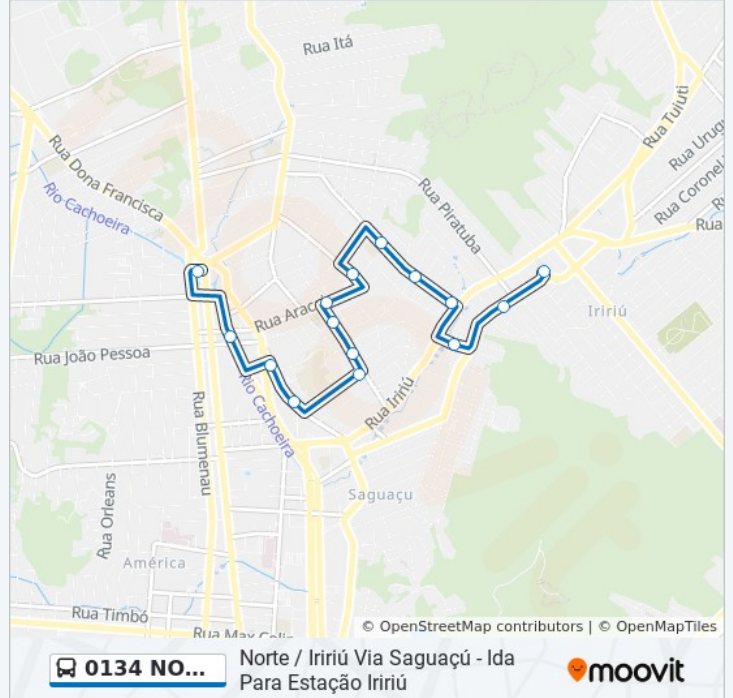 Rua Itá
Rua Tuiuti
Rua Dona Francisca
Rua Urugu
Rua Piratuba
Rio Cachoeira
Rua Coronel
Ru
Rua
Rua Arac
Iririú
Rua João Pessoa
Rio Cachoeira
Rua Iririú
Rua Blumenau
Saguaçu
Rua Orleans
América
Rua Timbó
© OpenStreetMap contributors | © OpenMapTiles
Rua Max Colin
0134 NO...
Norte / Iririú Via Saguaçú - Ida
Para Estação Iririú
moovit